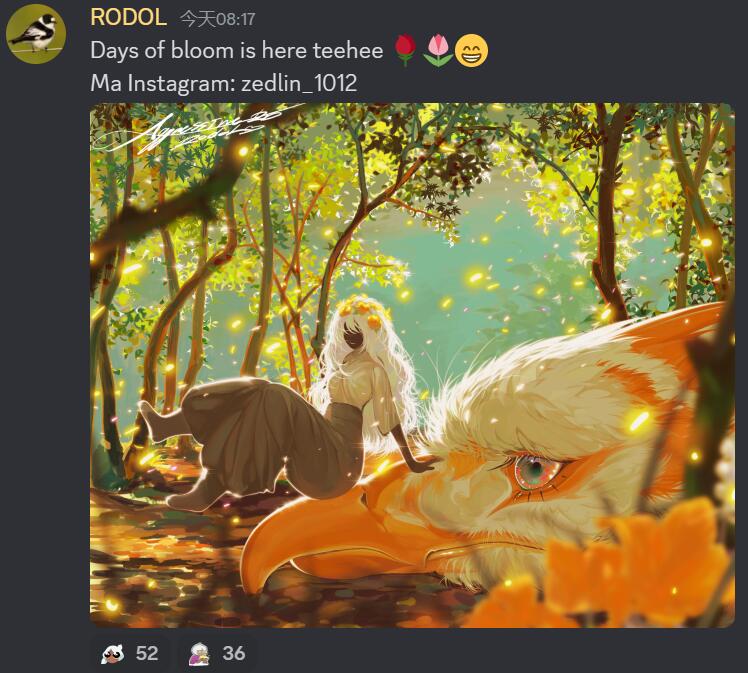 RODOL 今天08:17
Days of bloom is here teehee 🌹🌷😁
Ma Instagram: zedlin_1012
52 36